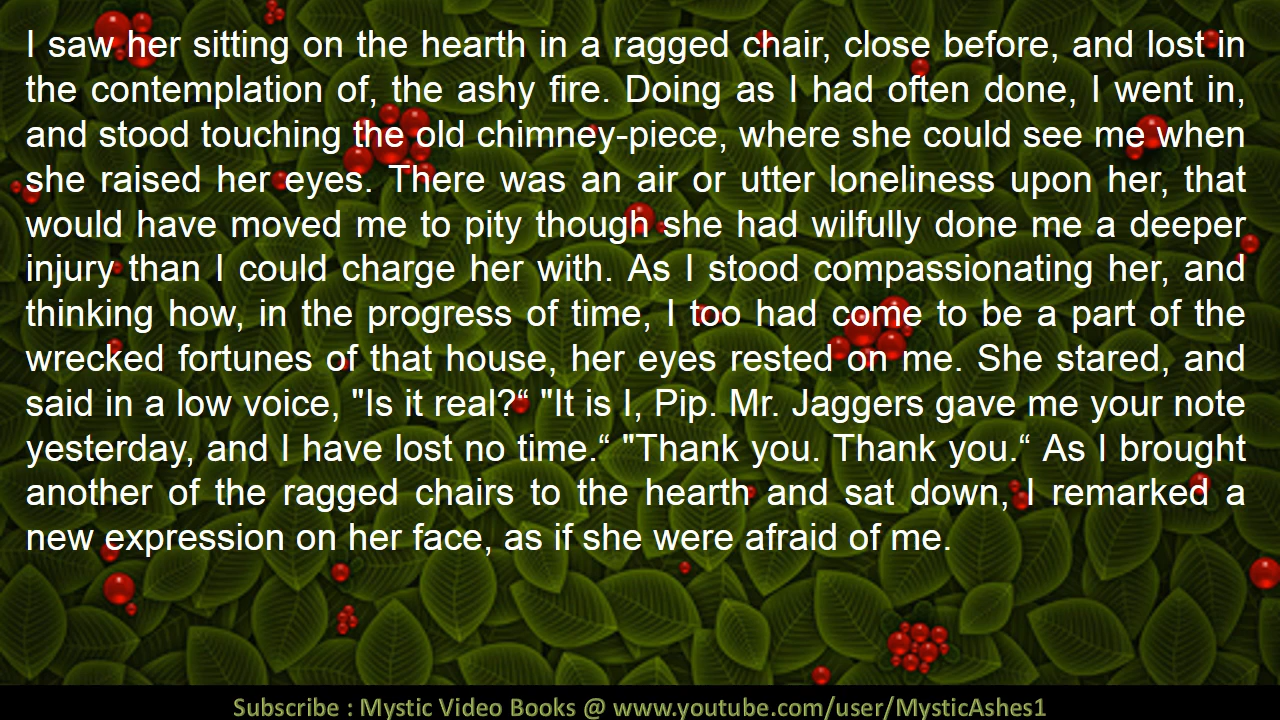 I saw her sitting on the hearth in a ragged chair, close before, and lost in
the contemplation of, the ashy fire. Doing as I had often done, I went in,
and stood touching the old chimney-piece, where she could see me when
she raised her eyes. There was an air or utter loneliness upon her, that
would have moved me to pity though she had wilfully done me a deeper
injury than I could charge her with. As I stood compassionating her, and
thinking how, in the progress of time, I too had come to be a part of the
wrecked fortunes of that house, her eyes rested on me. She stared, and
said in a low voice, "Is it real?“ "It is I, Pip. Mr. Jaggers gave me your note
yesterday, and I have lost no time.“ "Thank you. Thank you.“ As I brought
another of the ragged chairs to the hearth and sat down, I remarked a
new expression on her face, as if she were afraid of me.
Subscribe : Mystic Video Books @ www.youtube.com/user/MysticAshes1